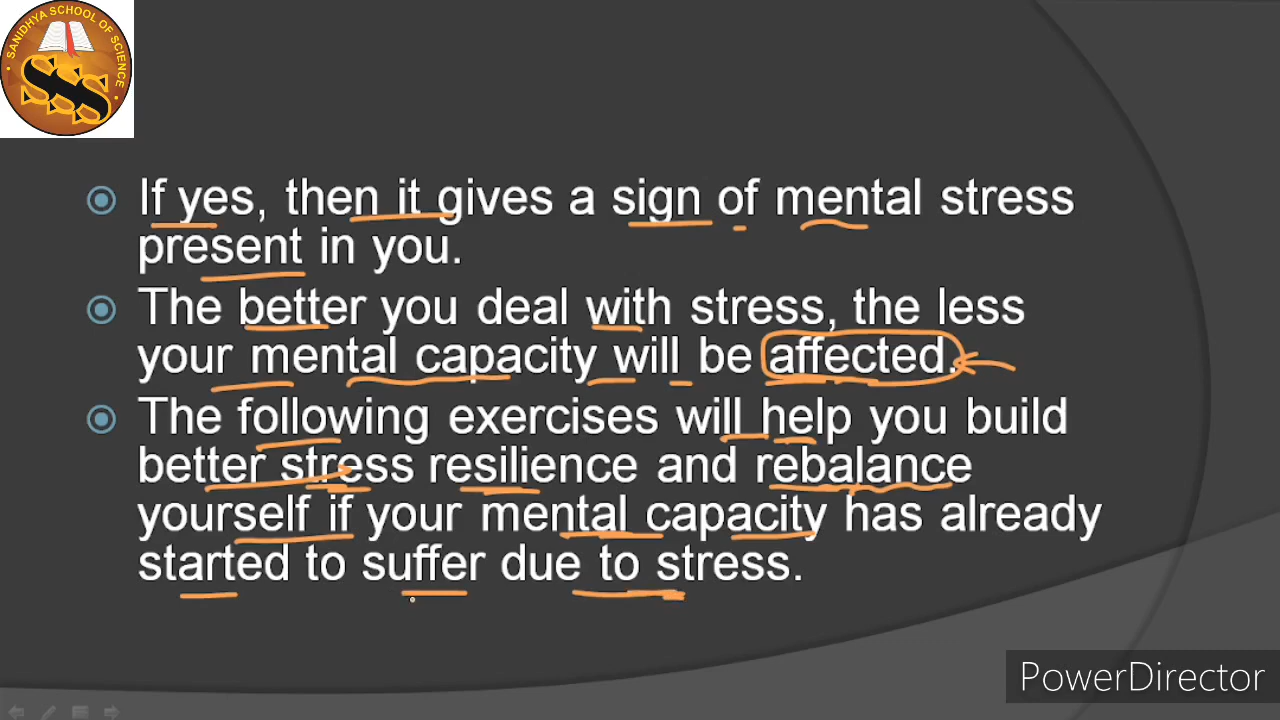 SANIDHYA SCHOOL OF SCIENCE
SSS
If yes, then it gives a sign of mental stress
present in you.
The better you deal with stress, the less
your mental capacity will be affected.
The following exercises will help you build
better stress resilience and rebalance
yourself if your mental capacity has already
started to suffer due to stress.
PowerDirector